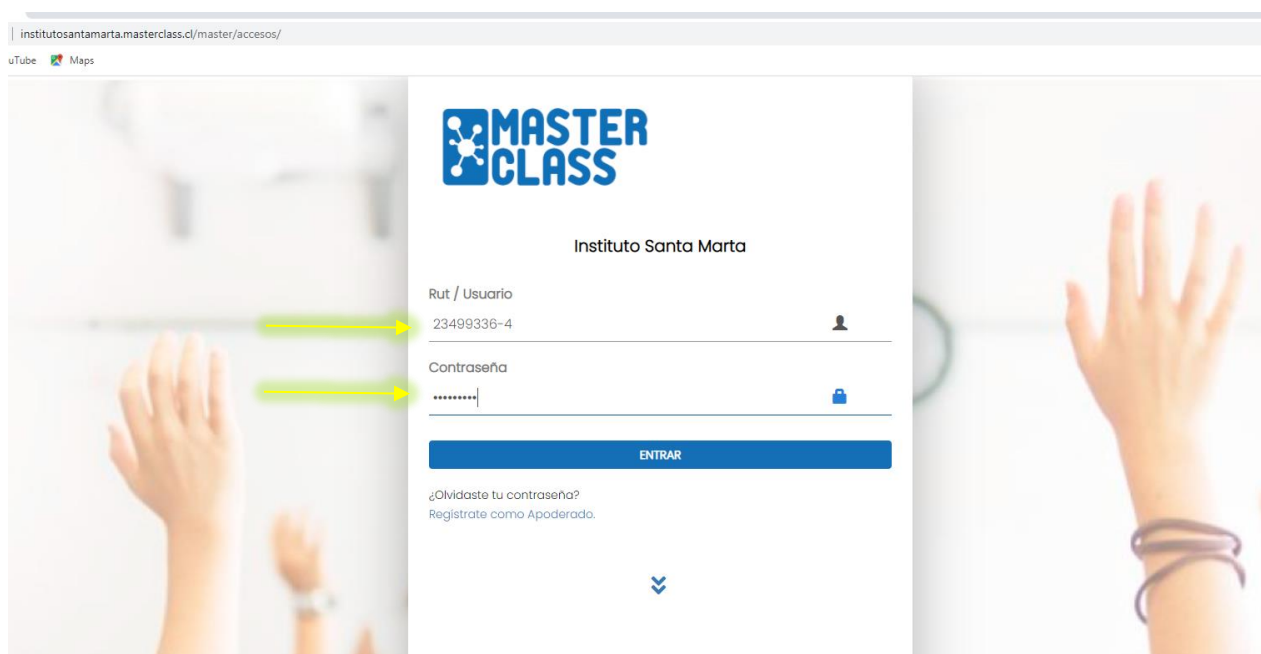 institutosantamarta.masterclass.cl/master/accesos/
uTube Maps
MASTER
CLASS
Instituto Santa Marta
Rut / Usuario
23499336-4
Contraseña
•••••••••
ENTRAR
¿Olvidaste tu contraseña?
Registrate como Apoderado.